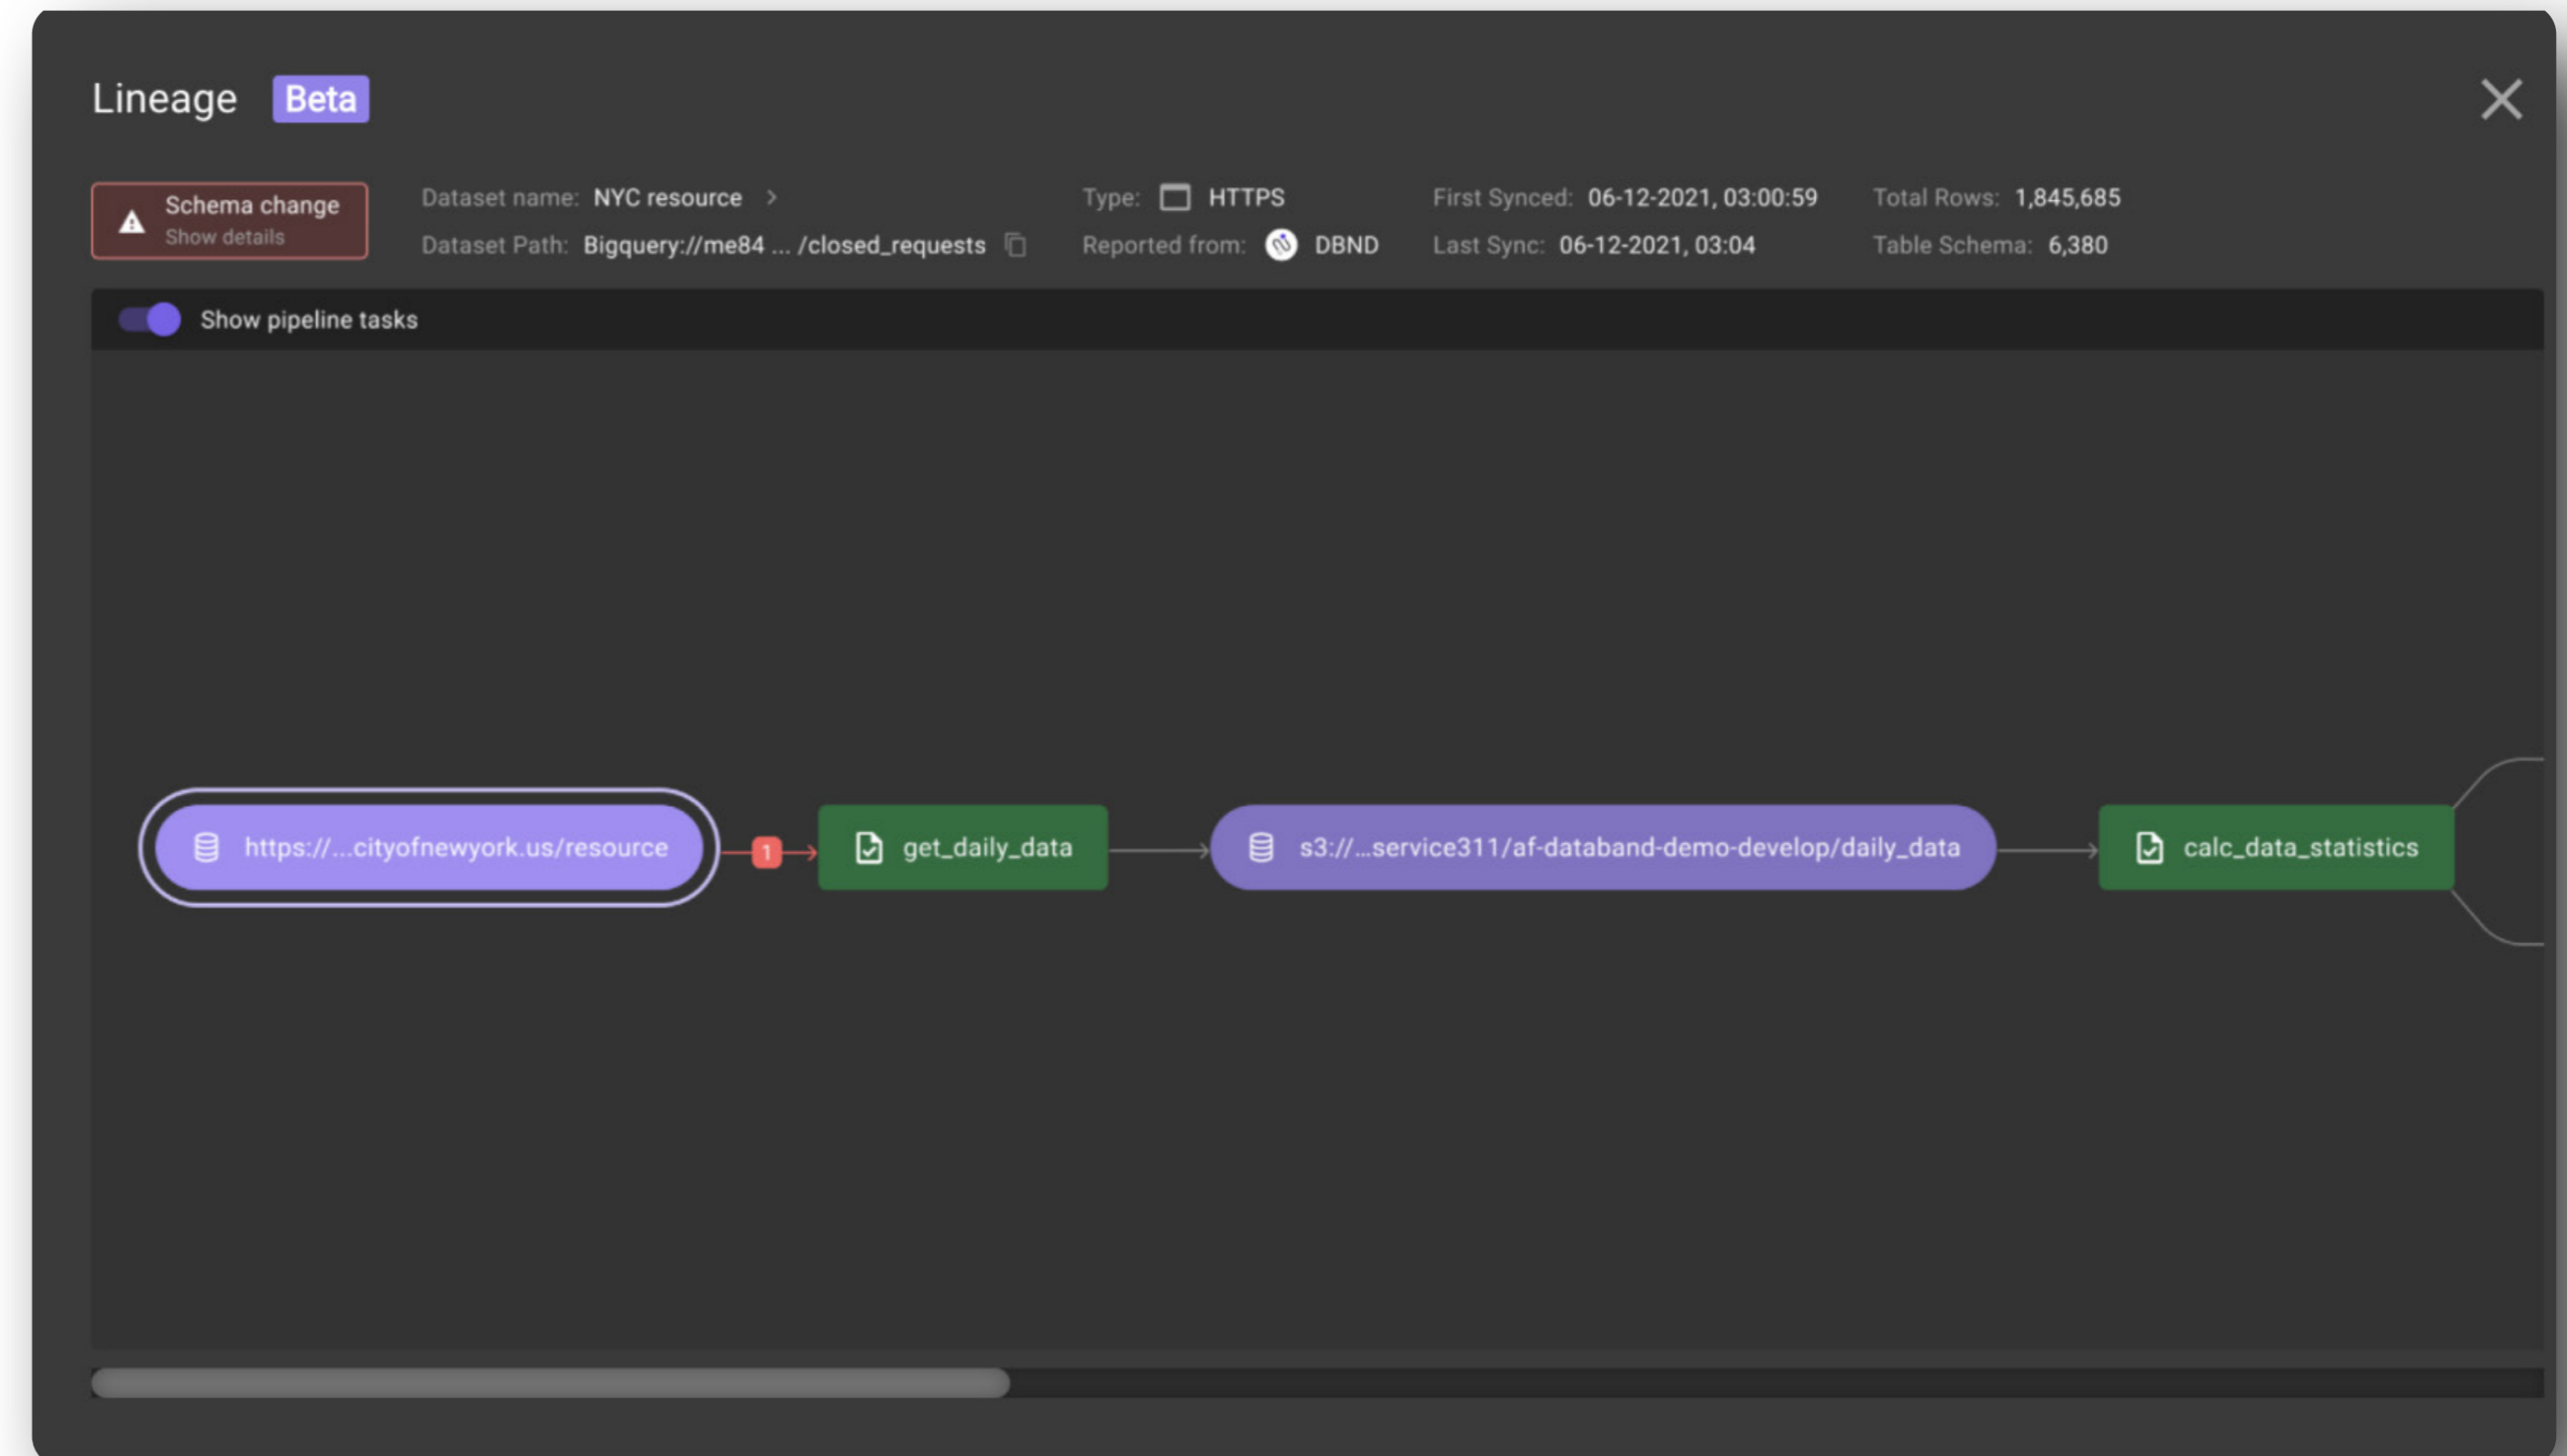 Lineage Beta
Schema change
Show details
Dataset name: NYC resource >
Dataset Path: Bigquery://me84 ... /closed_requests
Type: HTTPS
Reported from: DBND
First Synced: 06-12-2021, 03:00:59
Last Sync: 06-12-2021, 03:04
Total Rows: 1,845,685
Table Schema: 6,380
Show pipeline tasks
https://...cityofnewyork.us/resource
1
get_daily_data
s3://...service311/af-databand-demo-develop/daily_data
calc_data_statistics